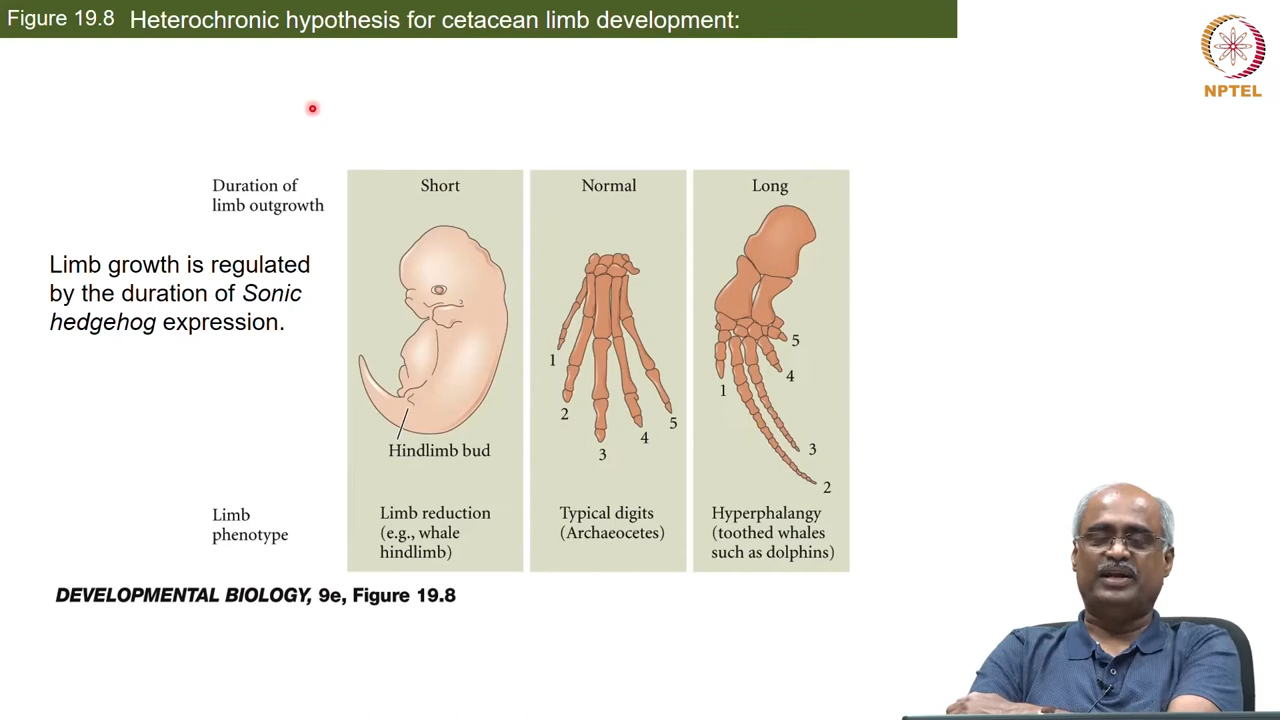 Figure 19.8 Heterochronic hypothesis for cetacean limb development:
NPTEL
Duration of
limb outgrowth
Short
Normal
Long
Limb growth is regulated
by the duration of Sonic
hedgehog expression.
Hindlimb bud
1
2
3
4
5
1
2
3
4
5
Limb
phenotype
Limb reduction
(e.g., whale
hindlimb)
Typical digits
(Archaeocetes)
Hyperphalangy
(toothed whales
such as dolphins)
DEVELOPMENTAL BIOLOGY, 9e, Figure 19.8